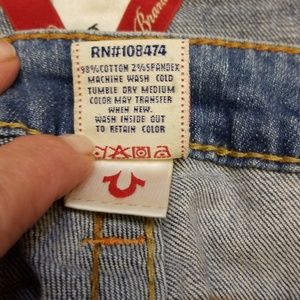 Brand
RN#108474
98%COTTON 2%SPANDEX
MACHINE WASH COLD
TUMBLE DRY MEDIUM
COLOR MAY TRANSFER
WHEN NEW.
WASH INSIDE OUT
TO RETAIN COLOR